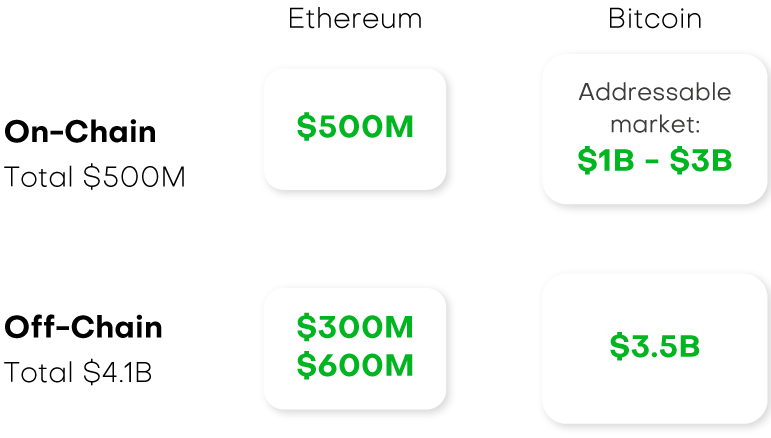 Ethereum
Bitcoin
On-Chain
Total $500M
$500M
Addressable
market:
$1B - $3B
Off-Chain
Total $4.1B
$300M
$600M
$3.5B